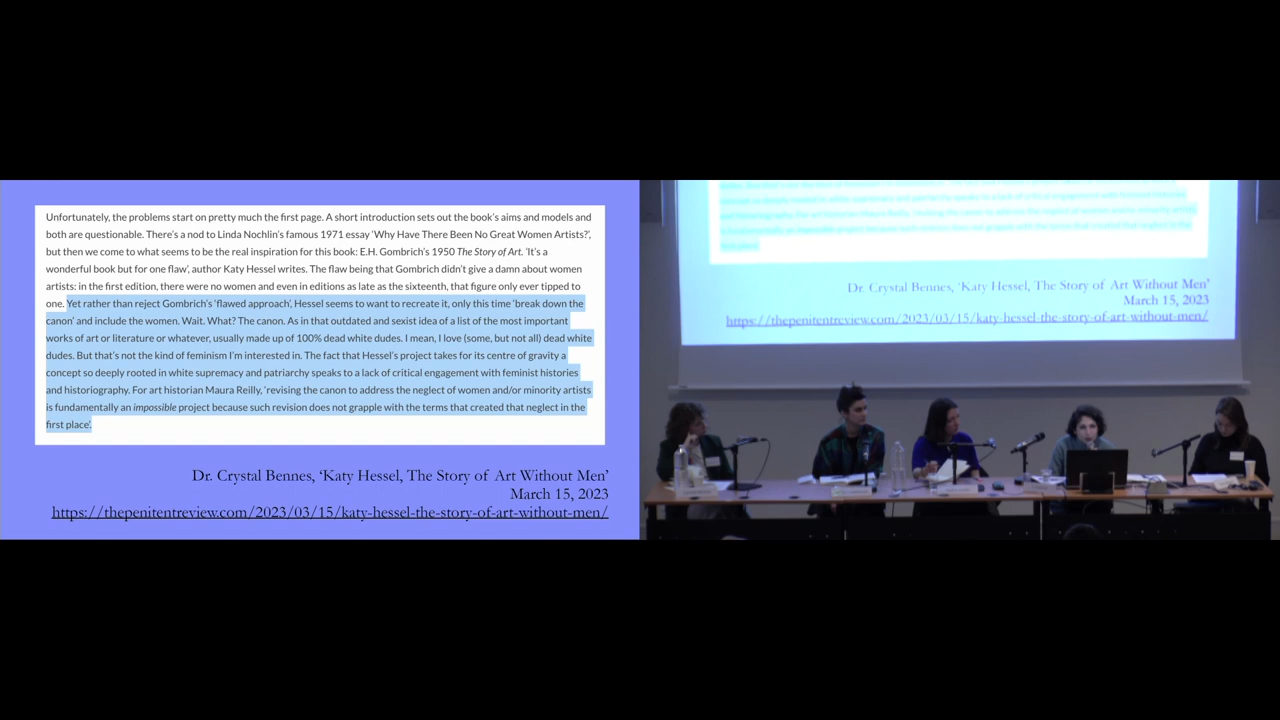 Unfortunately, the problems start on pretty much the first page. A short introduction sets out the book's aims and models and
both are questionable. There's a nod to Linda Nochlin's famous 1971 essay 'Why Have There Been No Great Women Artists?',
but then we come to what seems to be the real inspiration for this book: E.H. Gombrich's 1950 The Story of Art. 'It's a
wonderful book but for one flaw', author Katy Hessel writes. The flaw being that Gombrich didn't give a damn about women
artists: in the first edition, there were no women and even in editions as late as the sixteenth, that figure only ever tipped to
one. Yet rather than reject Gombrich's 'flawed approach', Hessel seems to want to recreate it, only this time 'break down the
canon' and include the women. Wait. What? The canon. As in that outdated and sexist idea of a list of the most important
works of art or literature or whatever, usually made up of 100% dead white dudes. I mean, I love (some, but not all) dead white
dudes. But that's not the kind of feminism I'm interested in. The fact that Hessel's project takes for its centre of gravity a
concept so deeply rooted in white supremacy and patriarchy speaks to a lack of critical engagement with feminist histories
and historiography. For art historian Maura Reilly, 'revising the canon to address the neglect of women and/or minority artists
is fundamentally an impossible project because such revision does not grapple with the terms that created that neglect in the
first place'.
Dr. Crystal Bennes, 'Katy Hessel, The Story of Art Without Men'
March 15, 2023
https://thepenitentreview.com/2023/03/15/katy-hessel-the-story-of-art-without-men/
Dr. Crystal Bennes, 'Katy Hessel, The Story of Art Without Men'
March 15, 2023
https://thepenitentreview.com/2023/03/15/katy-hessel-the-story-of-art-without-men/